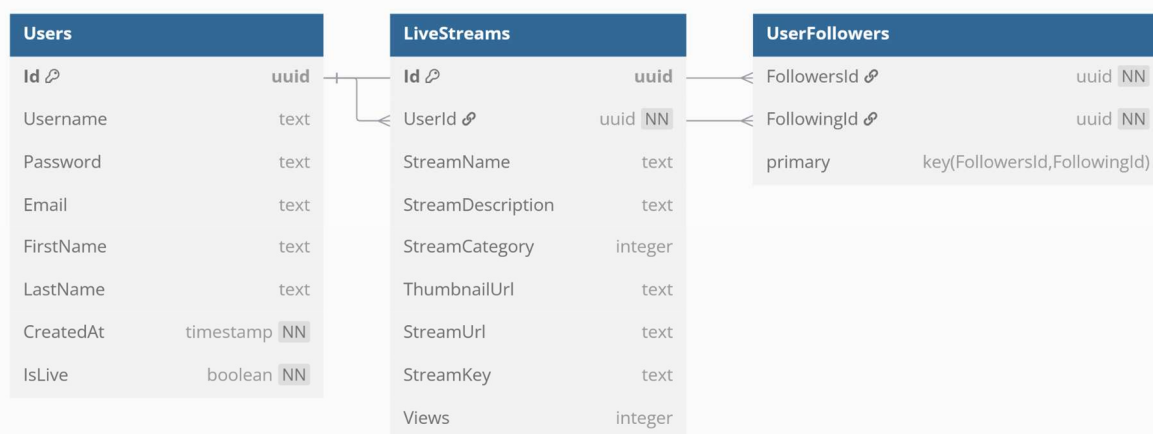 Users
Id uuid
Username text
Password text
Email text
FirstName text
LastName text
CreatedAt timestamp NN
IsLive boolean NN
LiveStreams
Id uuid
UserId uuid NN
StreamName text
StreamDescription text
StreamCategory integer
ThumbnailUrl text
StreamUrl text
StreamKey text
Views integer
UserFollowers
FollowersId uuid NN
FollowingId uuid NN
primary key(FollowersId,FollowingId)